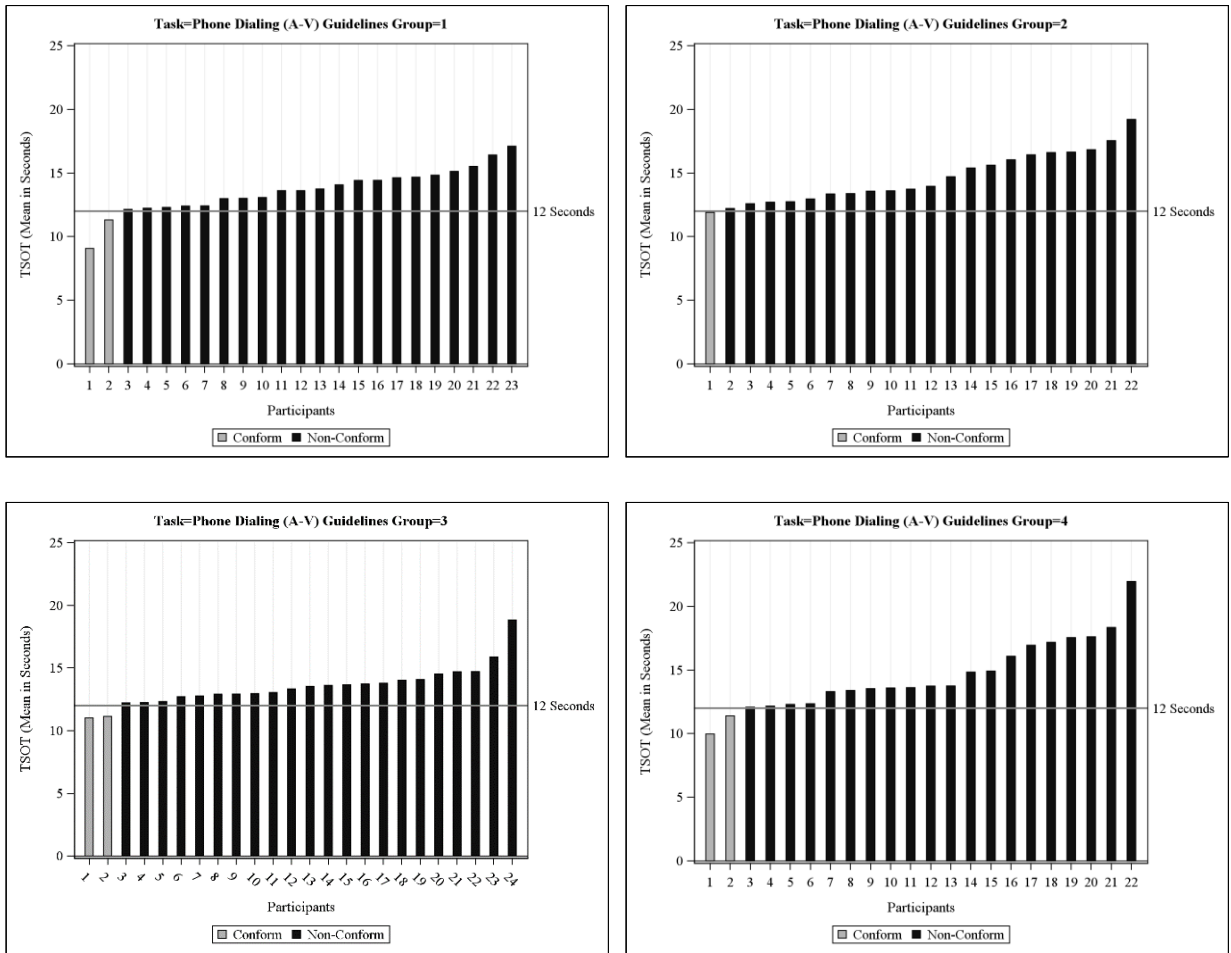 Task=Phone Dialing (A-V) Guidelines Group=1
TSOT (Mean in Seconds)
25
20
15
10
5
0
12 Seconds
1 2 3 4 5 6 7 8 9 10 11 12 13 14 15 16 17 18 19 20 21 22 23
Participants
Conform Non-Conform
Task=Phone Dialing (A-V) Guidelines Group=2
TSOT (Mean in Seconds)
25
20
15
10
5
0
12 Seconds
1 2 3 4 5 6 7 8 9 10 11 12 13 14 15 16 17 18 19 20 21 22
Participants
Conform Non-Conform
Task=Phone Dialing (A-V) Guidelines Group=3
TSOT (Mean in Seconds)
25
20
15
10
5
0
12 Seconds
1 2 3 4 5 6 7 8 9 10 11 12 13 14 15 16 17 18 19 20 21 22 23 24
Participants
Conform Non-Conform
Task=Phone Dialing (A-V) Guidelines Group=4
TSOT (Mean in Seconds)
25
20
15
10
5
0
12 Seconds
1 2 3 4 5 6 7 8 9 10 11 12 13 14 15 16 17 18 19 20 21 22
Participants
Conform Non-Conform